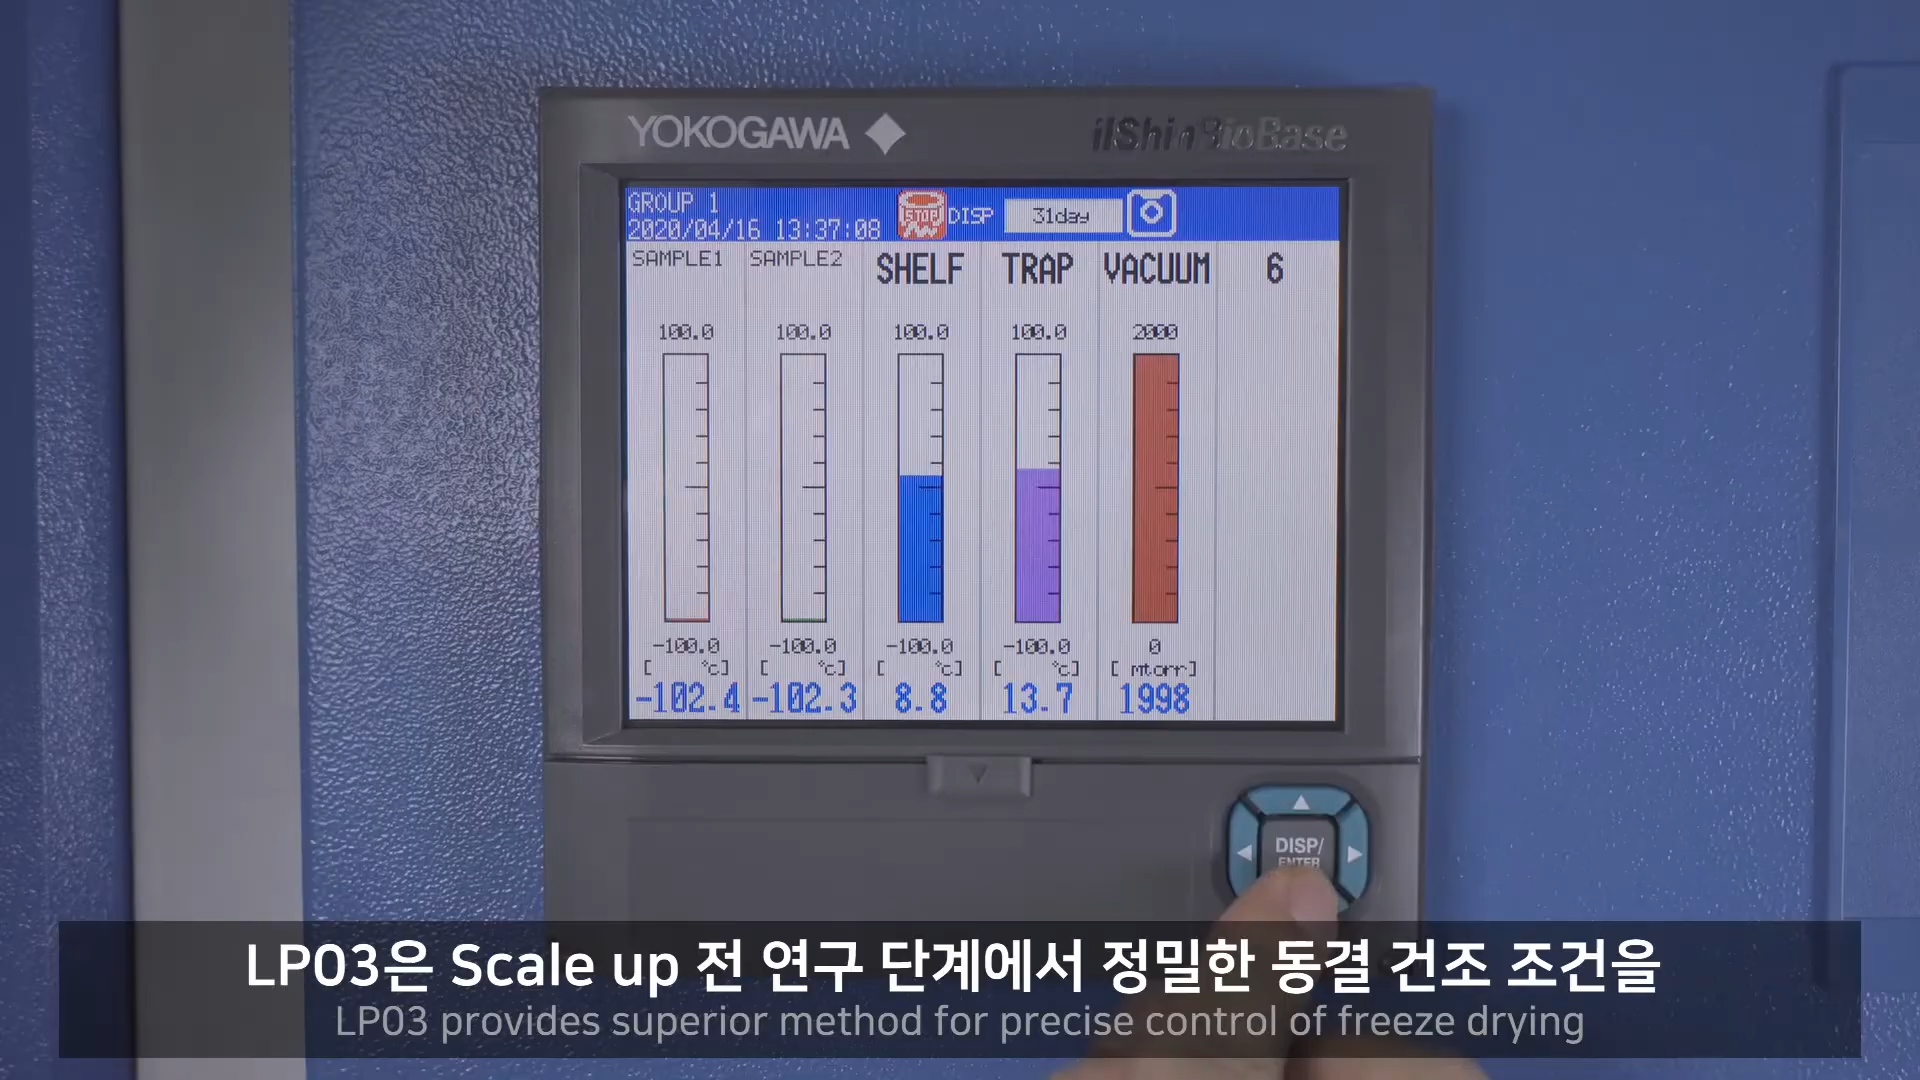 YOKOGAWA
ilShinBioBase
GROUP 1
2020/04/16 13:37:08
STOP
DISP
31day
SAMPLE1 SAMPLE2 SHELF TRAP VACUUM 6
100.0 100.0 100.0 100.0 2000
-100.0 -100.0 -100.0 -100.0 0
[ °C] [ °C] [ °C] [ °C] [ mtorr]
-102.4 -102.3 8.8 13.7 1998
DISP/
ENTER
LP03은 Scale up 전 연구 단계에서 정밀한 동결 건조 조건을
LP03 provides superior method for precise control of freeze drying